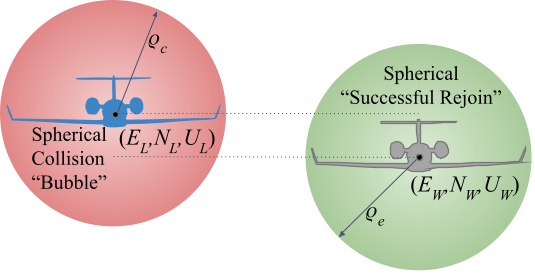 ϱc
Spherical
Collision
“Bubble”
(EL,NL,UL)
Spherical
“Successful Rejoin”
(EW,NW,UW)
ϱe